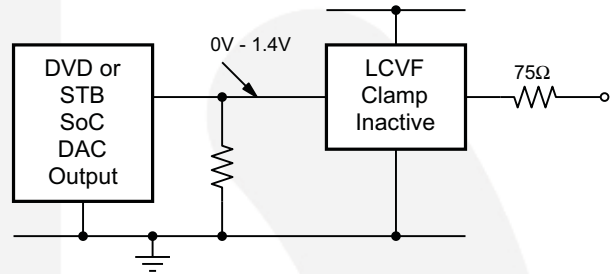 DVD or
STB
SoC
DAC
Output
0V - 1.4V
LCVF
Clamp
Inactive
75Ω